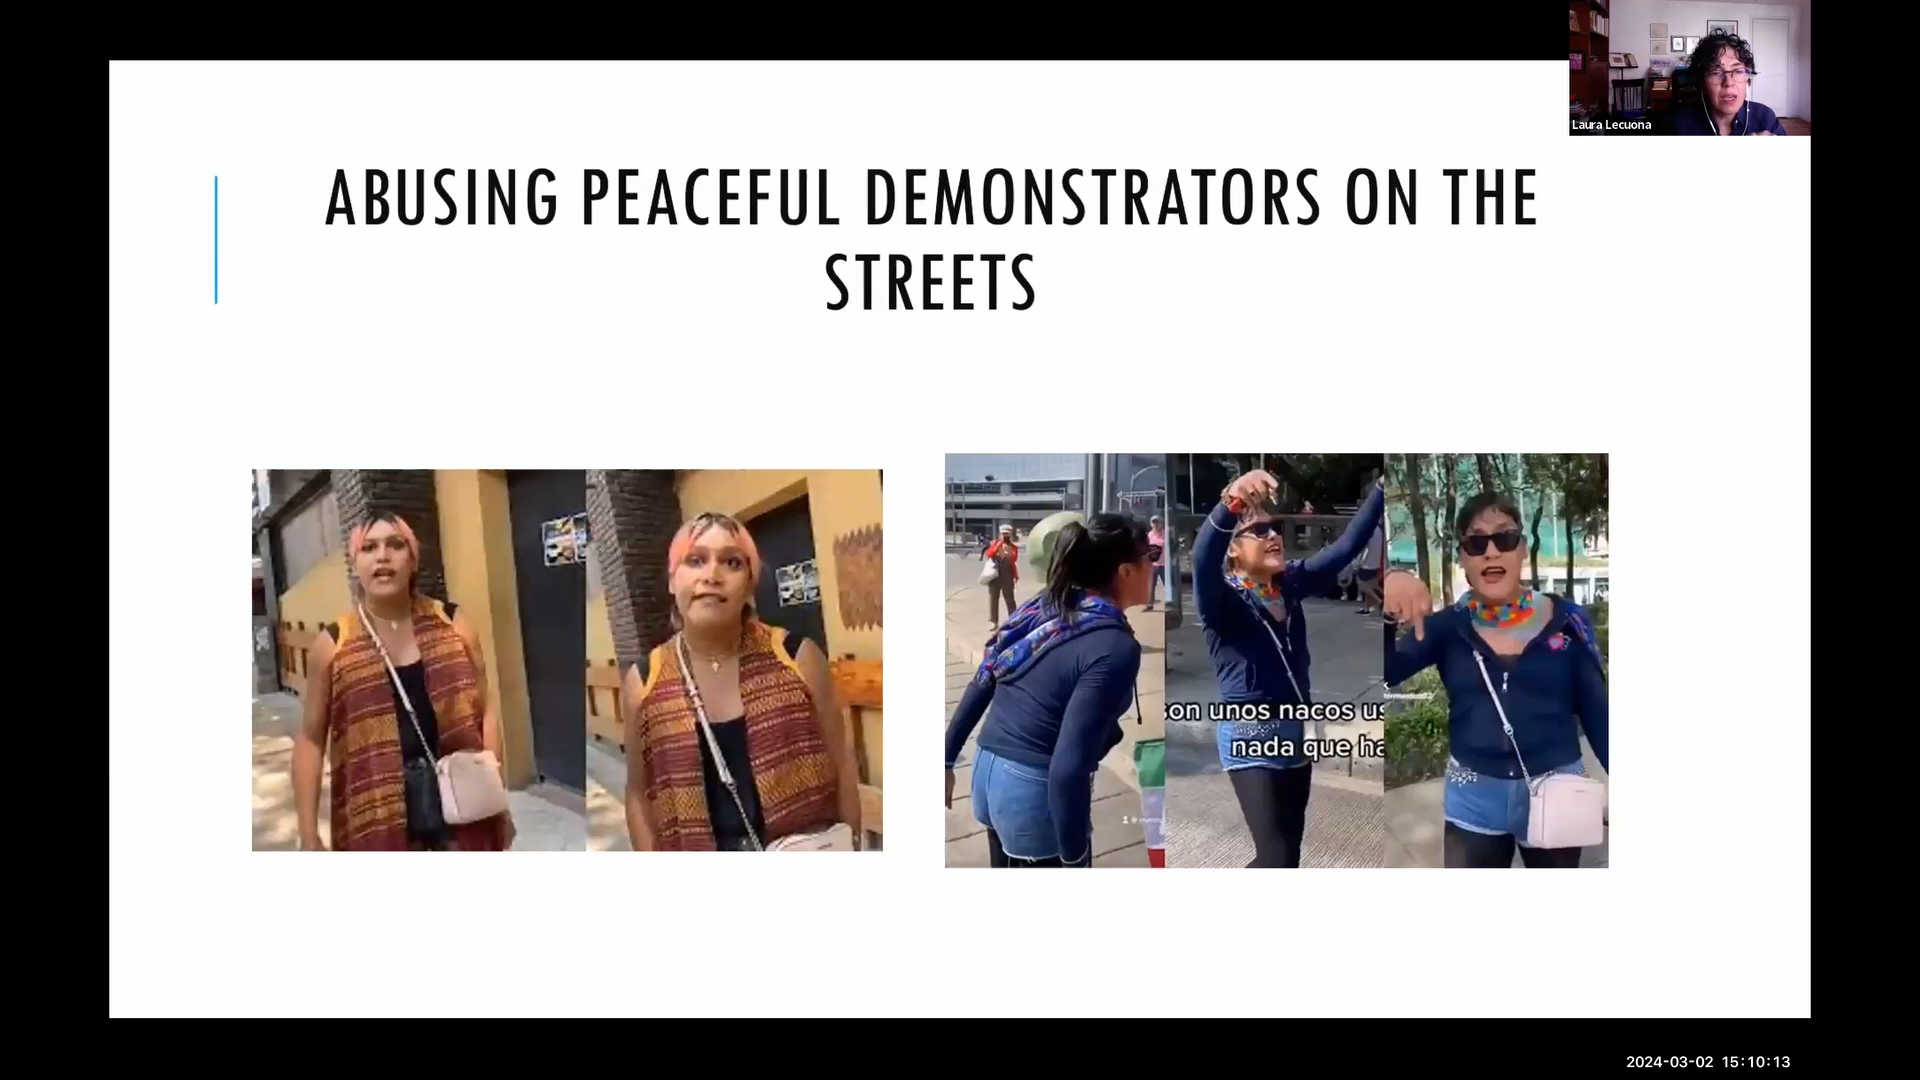 Laura Lecuona
ABUSING PEACEFUL DEMONSTRATORS ON THE
STREETS
on unos nacos us
nada que ha
2024-03-02 15:10:13